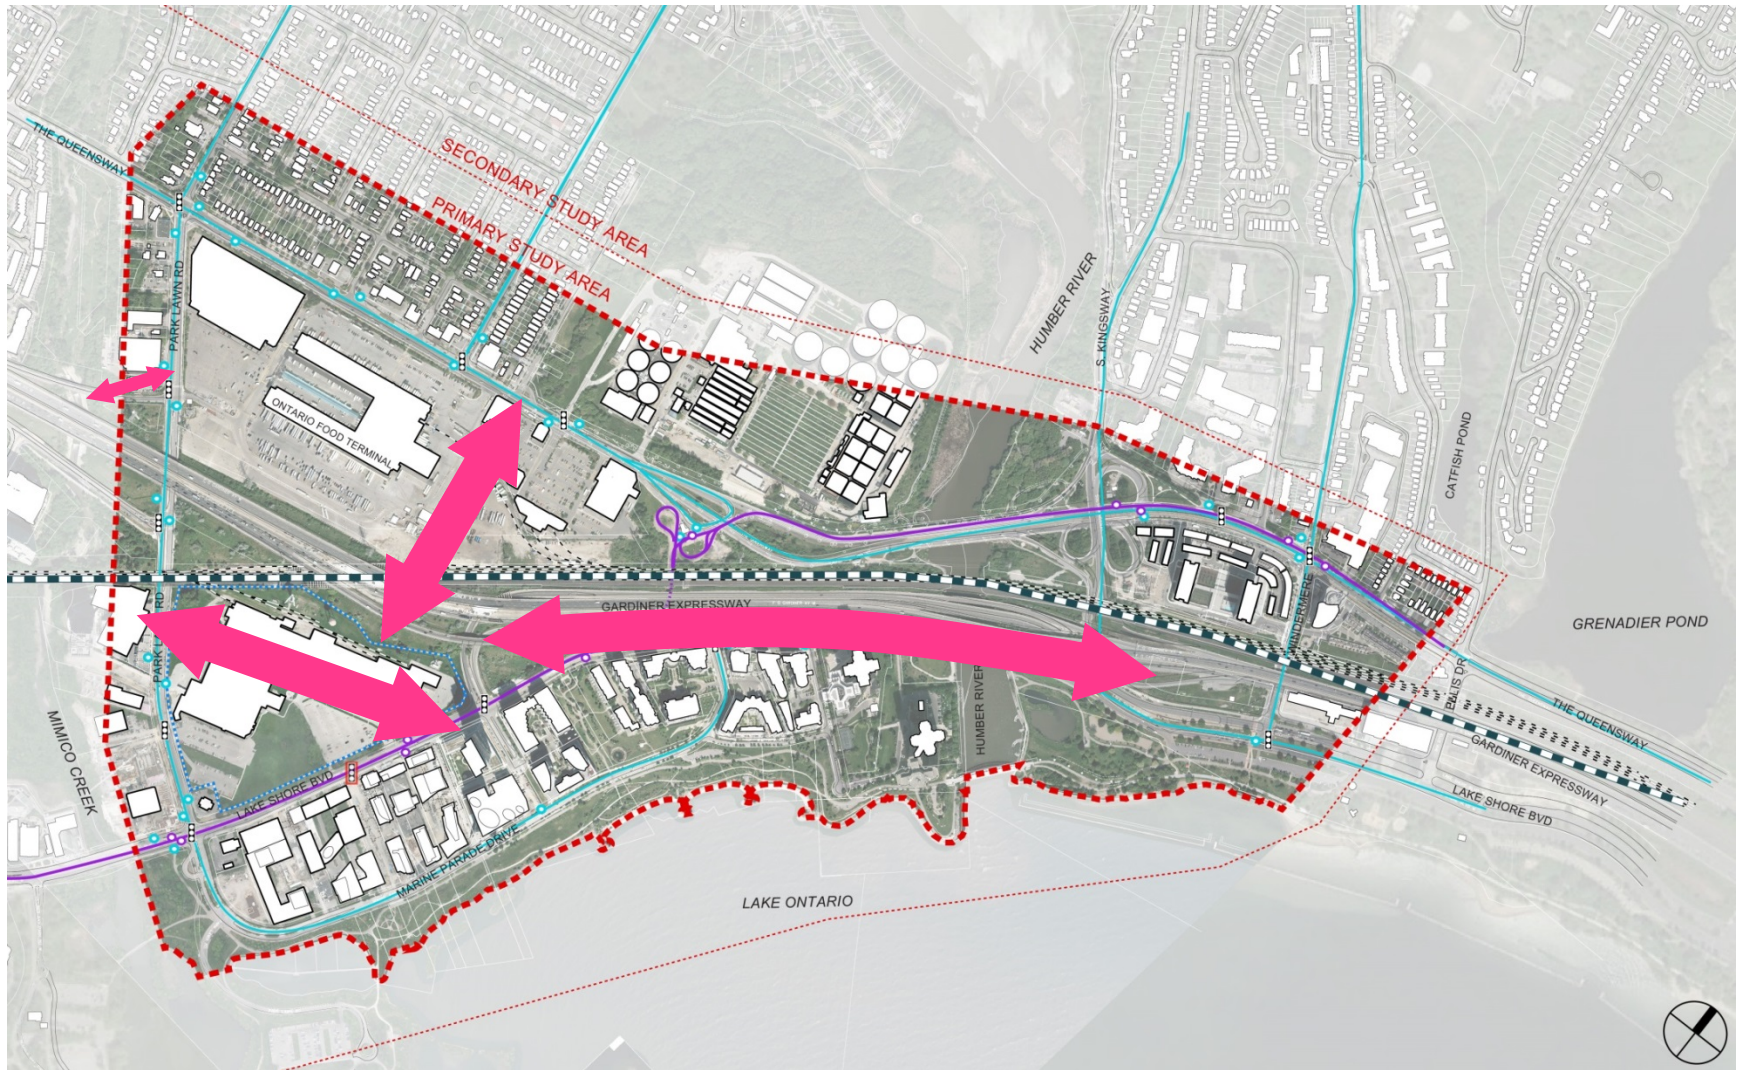 THE QUEENSWAY
SECONDARY STUDY AREA
PRIMARY STUDY AREA
PARK LAWN RD
HUMBER RIVER
S. KINGSWAY
ONTARIO FOOD TERMINAL
CATFISH POND
GARDINER EXPRESSWAY
WINDERMERE
GRENADIER POND
RD
HUMBER RIVER
ELLIS DR
THE QUEENSWAY
MIMICO CREEK
GARDINER EXPRESSWAY
LAKE SHORE BVD
LAKE SHORE BVD
MARINE PARADE DRIVE
LAKE ONTARIO